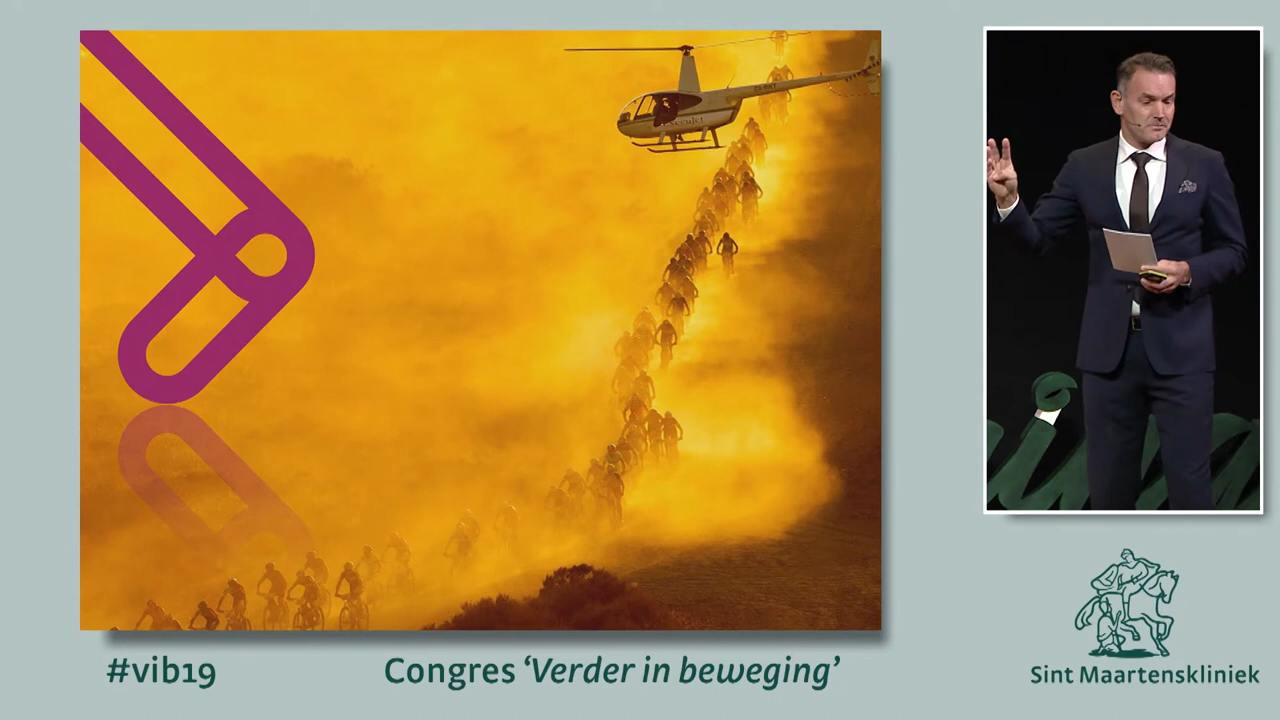 #vib19
Congres ‘Verder in beweging’
Sint Maartenskliniek